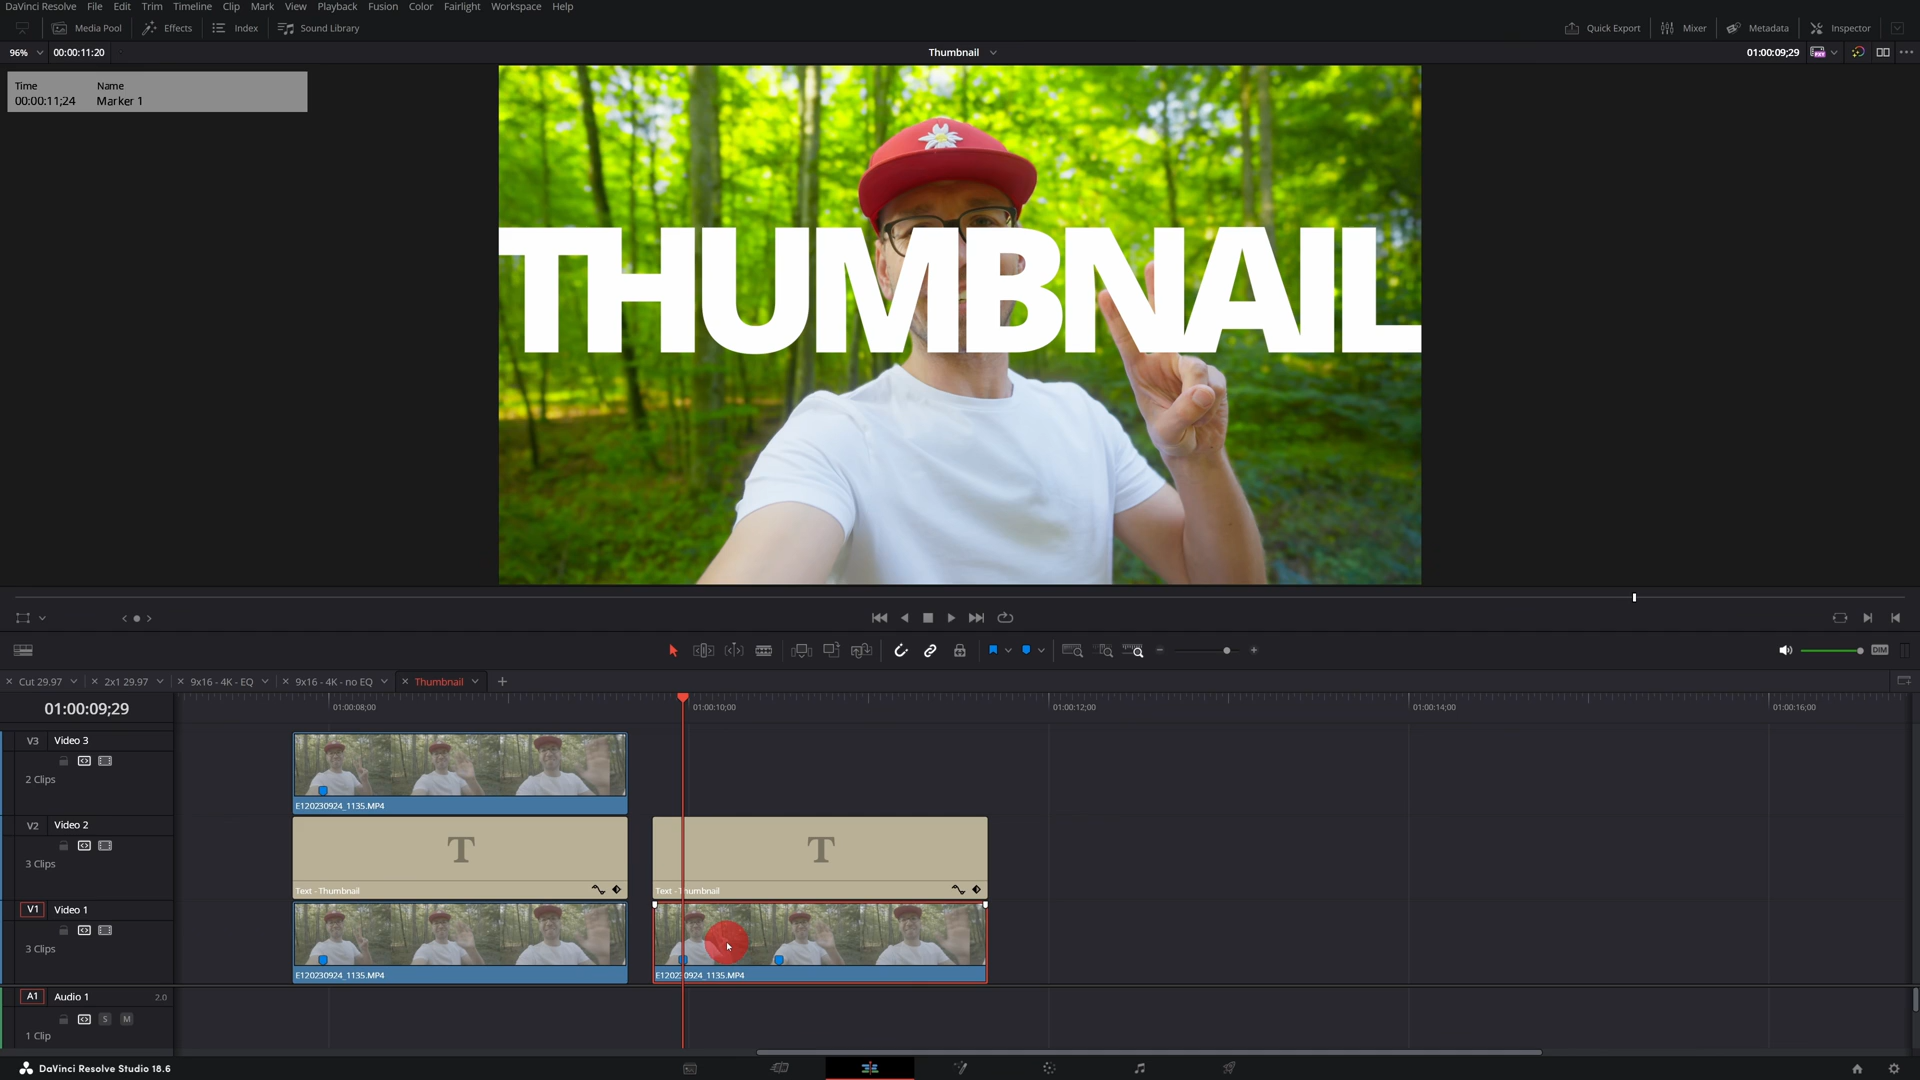 DaVinci Resolve File Edit Trim Timeline Clip Mark View Playback Fusion Color Fairlight Workspace Help
Media Pool Effects Index Sound Library Quick Export Mixer Metadata Inspector
96% 00:00:11:20 Thumbnail 01:00:09;29
Time Name
00:00:11;24 Marker 1
THUMBNAIL
DIM
Cut 29.97 2x1 29.97 9x16 - 4K - EQ 9x16 - 4K - no EQ Thumbnail
01:00:09;29 01:00:08;00 01:00:10;00 01:00:12;00 01:00:14;00 01:00:16;00
V3 Video 3
2 Clips
E120230924_1135.MP4
V2 Video 2
3 Clips
T T
Text - Thumbnail Text - Thumbnail
V1 Video 1
3 Clips
E120230924_1135.MP4 E120230924_1135.MP4
A1 Audio 1 2.0
S M
1 Clip
DaVinci Resolve Studio 18.6